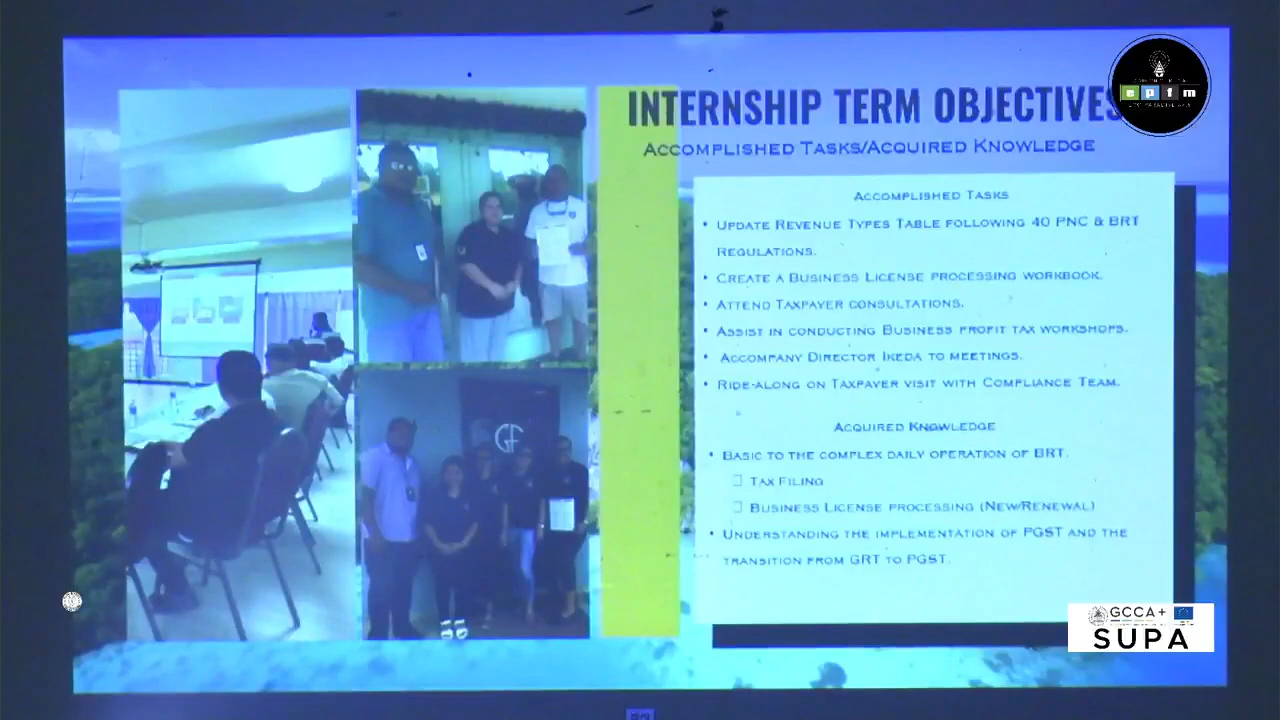 INTERNSHIP TERM OBJECTIVES
ACCOMPLISHED TASKS/ACQUIRED KNOWLEDGE
ACCOMPLISHED TASKS
• UPDATE REVENUE TYPES TABLE FOLLOWING 40 PNC & BRT
REGULATIONS.
• CREATE A BUSINESS LICENSE PROCESSING WORKBOOK.
• ATTEND TAXPAYER CONSULTATIONS.
• ASSIST IN CONDUCTING BUSINESS PROFIT TAX WORKSHOPS.
• ACCOMPANY DIRECTOR IKEDA TO MEETINGS.
• RIDE-ALONG ON TAXPAYER VISIT WITH COMPLIANCE TEAM.
ACQUIRED KNOWLEDGE
• BASIC TO THE COMPLEX DAILY OPERATION OF BRT.
TAX FILING
BUSINESS LICENSE PROCESSING (NEW/RENEWAL)
• UNDERSTANDING THE IMPLEMENTATION OF PGST AND THE
TRANSITION FROM GRT TO PGST.
epfm
GF
GCCA+
SUPA